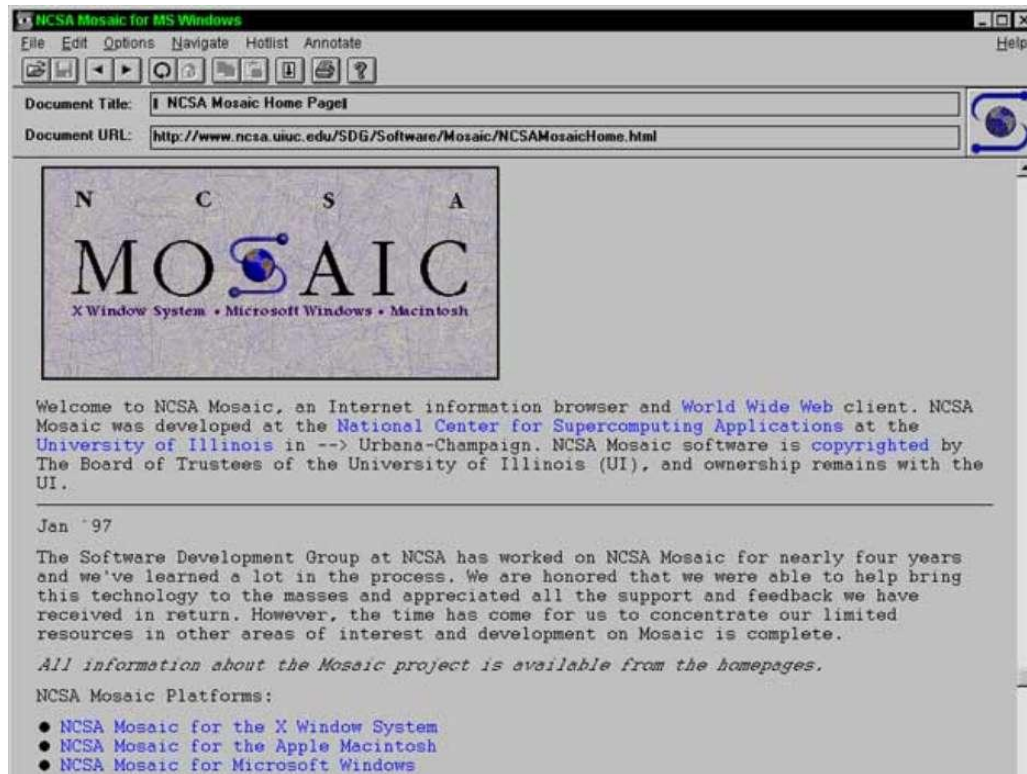 NCSA Mosaic for MS Windows
File Edit Options Navigate Hotlist Annotate Help
Document Title: NCSA Mosaic Home Page
Document URL: http://www.ncsa.uiuc.edu/SDG/Software/Mosaic/NCSAMosaicHome.html
N C S A
MOSAIC
X Window System • Microsoft Windows • Macintosh
Welcome to NCSA Mosaic, an Internet information browser and World Wide Web client. NCSA
Mosaic was developed at the National Center for Supercomputing Applications at the
University of Illinois in --> Urbana-Champaign. NCSA Mosaic software is copyrighted by
The Board of Trustees of the University of Illinois (UI), and ownership remains with the
UI.
Jan `97
The Software Development Group at NCSA has worked on NCSA Mosaic for nearly four years
and we've learned a lot in the process. We are honored that we were able to help bring
this technology to the masses and appreciated all the support and feedback we have
received in return. However, the time has come for us to concentrate our limited
resources in other areas of interest and development on Mosaic is complete.
All information about the Mosaic project is available from the homepages.
NCSA Mosaic Platforms:
● NCSA Mosaic for the X Window System
● NCSA Mosaic for the Apple Macintosh
● NCSA Mosaic for Microsoft Windows